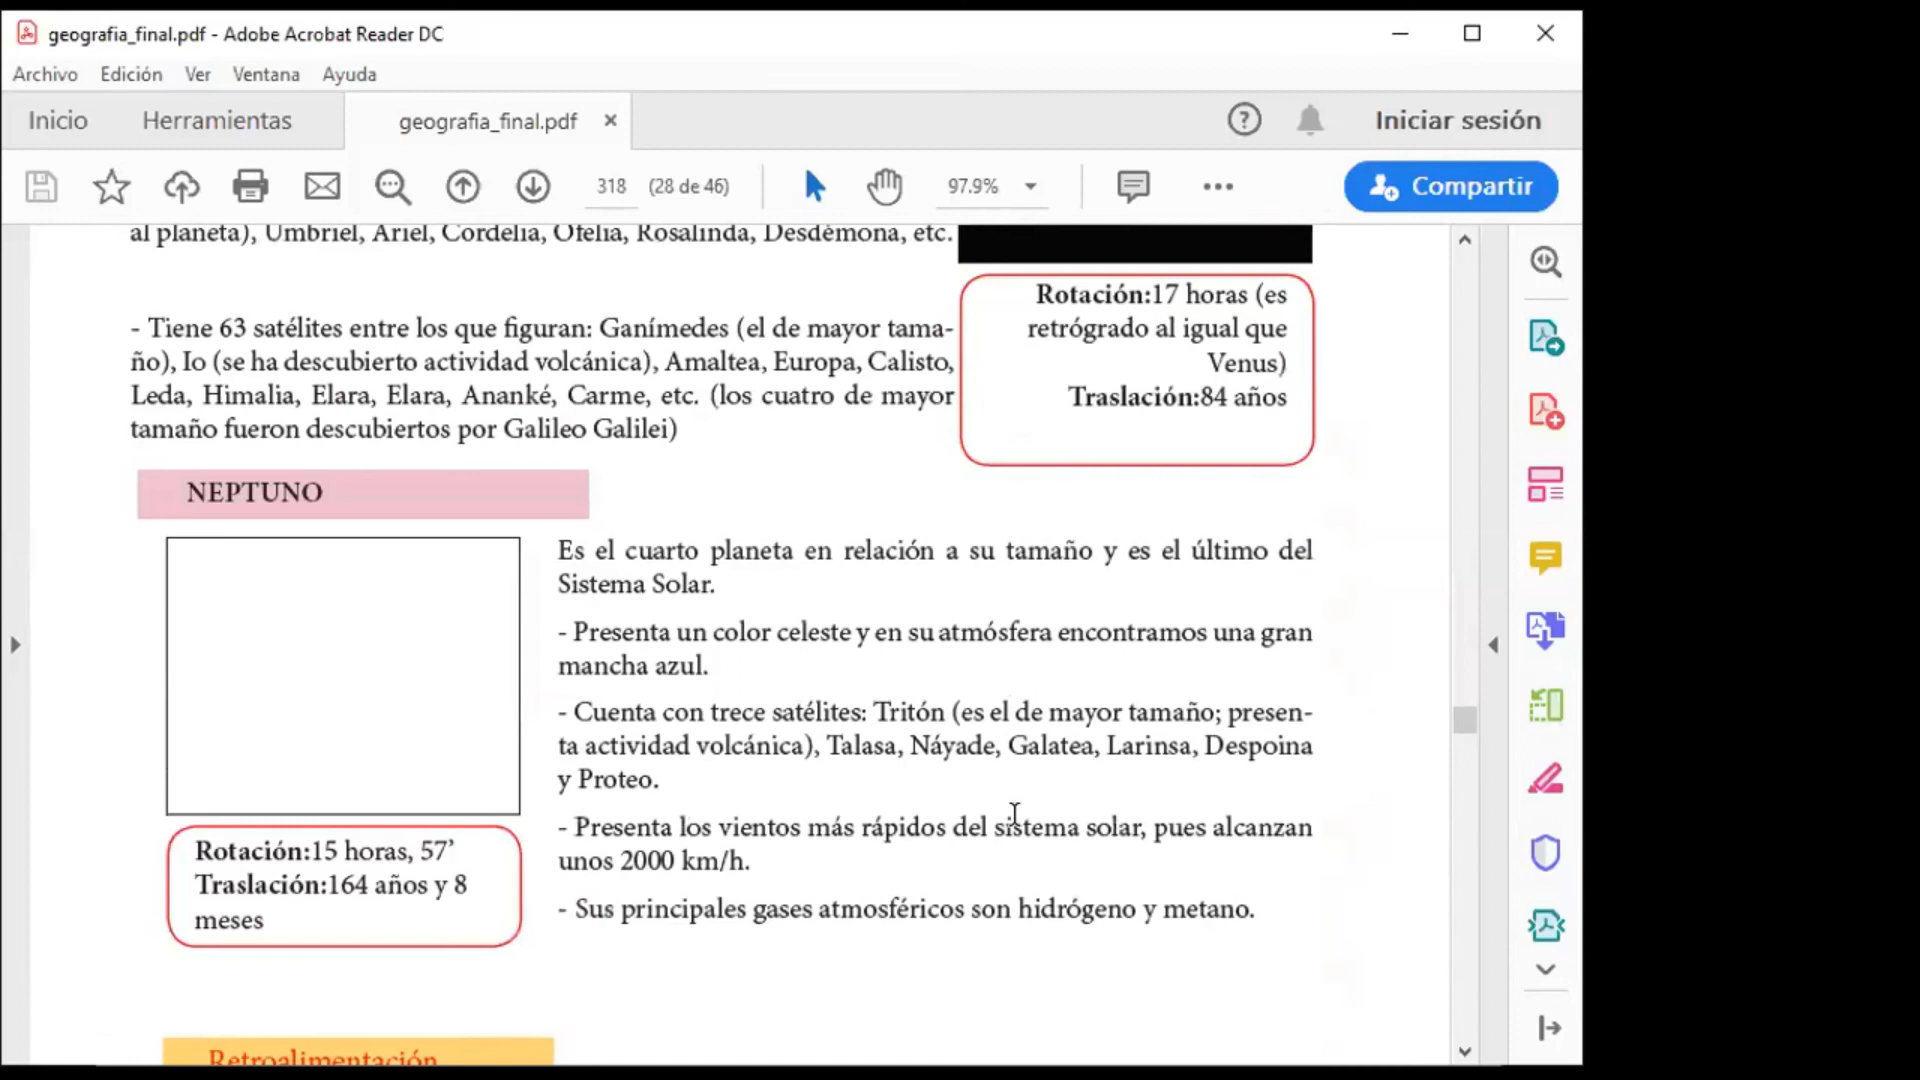 geografia_final.pdf - Adobe Acrobat Reader DC
Archivo Edición Ver Ventana Ayuda
Inicio Herramientas geografia_final.pdf × Iniciar sesión
318 (28 de 46) 97.9% Compartir
al planeta), Umbriel, Ariel, Cordelia, Ofelia, Rosalinda, Desdémona, etc.
- Tiene 63 satélites entre los que figuran: Ganímedes (el de mayor tama-
ño), Io (se ha descubierto actividad volcánica), Amaltea, Europa, Calisto,
Leda, Himalia, Elara, Elara, Ananké, Carme, etc. (los cuatro de mayor
tamaño fueron descubiertos por Galileo Galilei)
Rotación:17 horas (es
retrógrado al igual que
Venus)
Traslación:84 años
NEPTUNO
Es el cuarto planeta en relación a su tamaño y es el último del
Sistema Solar.
- Presenta un color celeste y en su atmósfera encontramos una gran
mancha azul.
- Cuenta con trece satélites: Tritón (es el de mayor tamaño; presen-
ta actividad volcánica), Talasa, Náyade, Galatea, Larinsa, Despoina
y Proteo.
- Presenta los vientos más rápidos del sistema solar, pues alcanzan
unos 2000 km/h.
- Sus principales gases atmosféricos son hidrógeno y metano.
Rotación:15 horas, 57’
Traslación:164 años y 8
meses
Retroalimentación